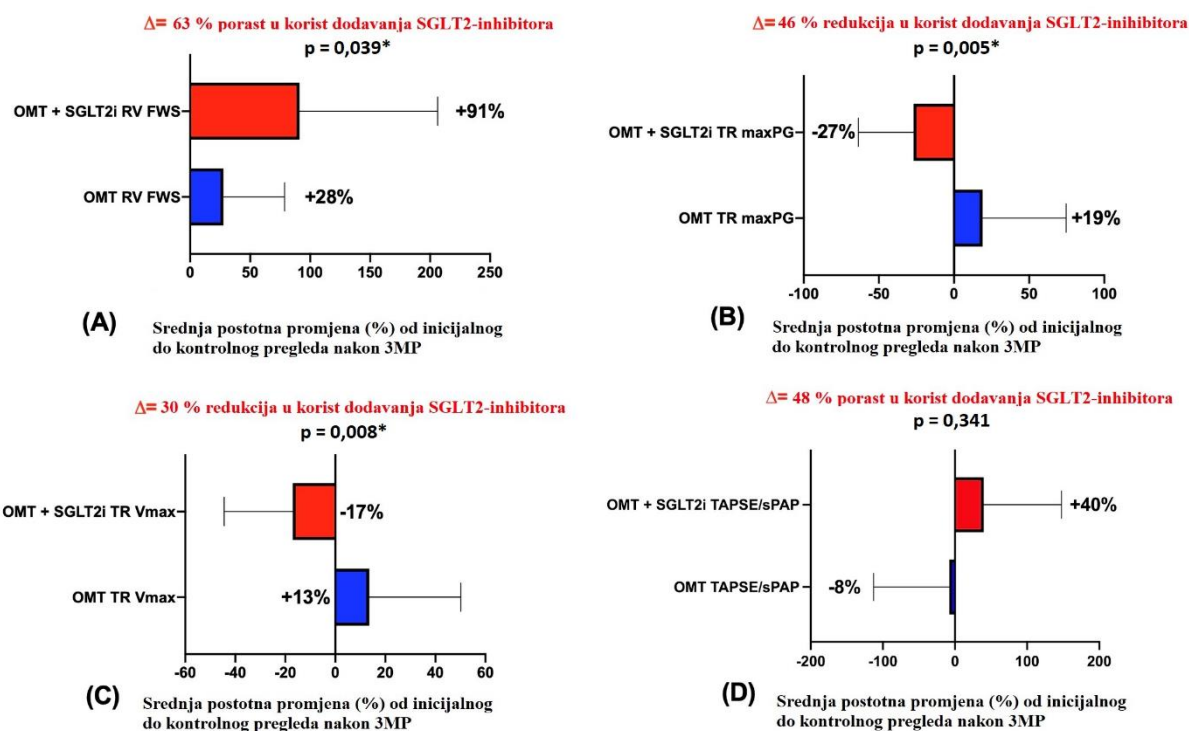 Δ= 63 % porast u korist dodavanja SGLT2-inhibitora
p = 0,039*
OMT + SGLT2i RV FWS
+91%
OMT RV FWS
+28%
0 50 100 150 200 250
(A)
Srednja postotna promjena (%) od inicijalnog
do kontrolnog pregleda nakon 3MP
Δ= 46 % redukcija u korist dodavanja SGLT2-inihibitora
p = 0,005*
OMT + SGLT2i TR maxPG
-27%
OMT TR maxPG
+19%
-100 -50 0 50 100
(B)
Srednja postotna promjena (%) od inicijalnog
do kontrolnog pregleda nakon 3MP
Δ= 30 % redukcija u korist dodavanja SGLT2-inhibitora
p = 0,008*
OMT + SGLT2i TR Vmax
-17%
OMT TR Vmax
+13%
-60 -40 -20 0 20 40 60
(C)
Srednja postotna promjena (%) od inicijalnog
do kontrolnog pregleda nakon 3MP
Δ= 48 % porast u korist dodavanja SGLT2-inhibitora
p = 0,341
OMT + SGLT2i TAPSE/sPAP
+40%
OMT TAPSE/sPAP
-8%
-200 -100 0 100 200
(D)
Srednja postotna promjena (%) od inicijalnog
do kontrolnog pregleda nakon 3MP